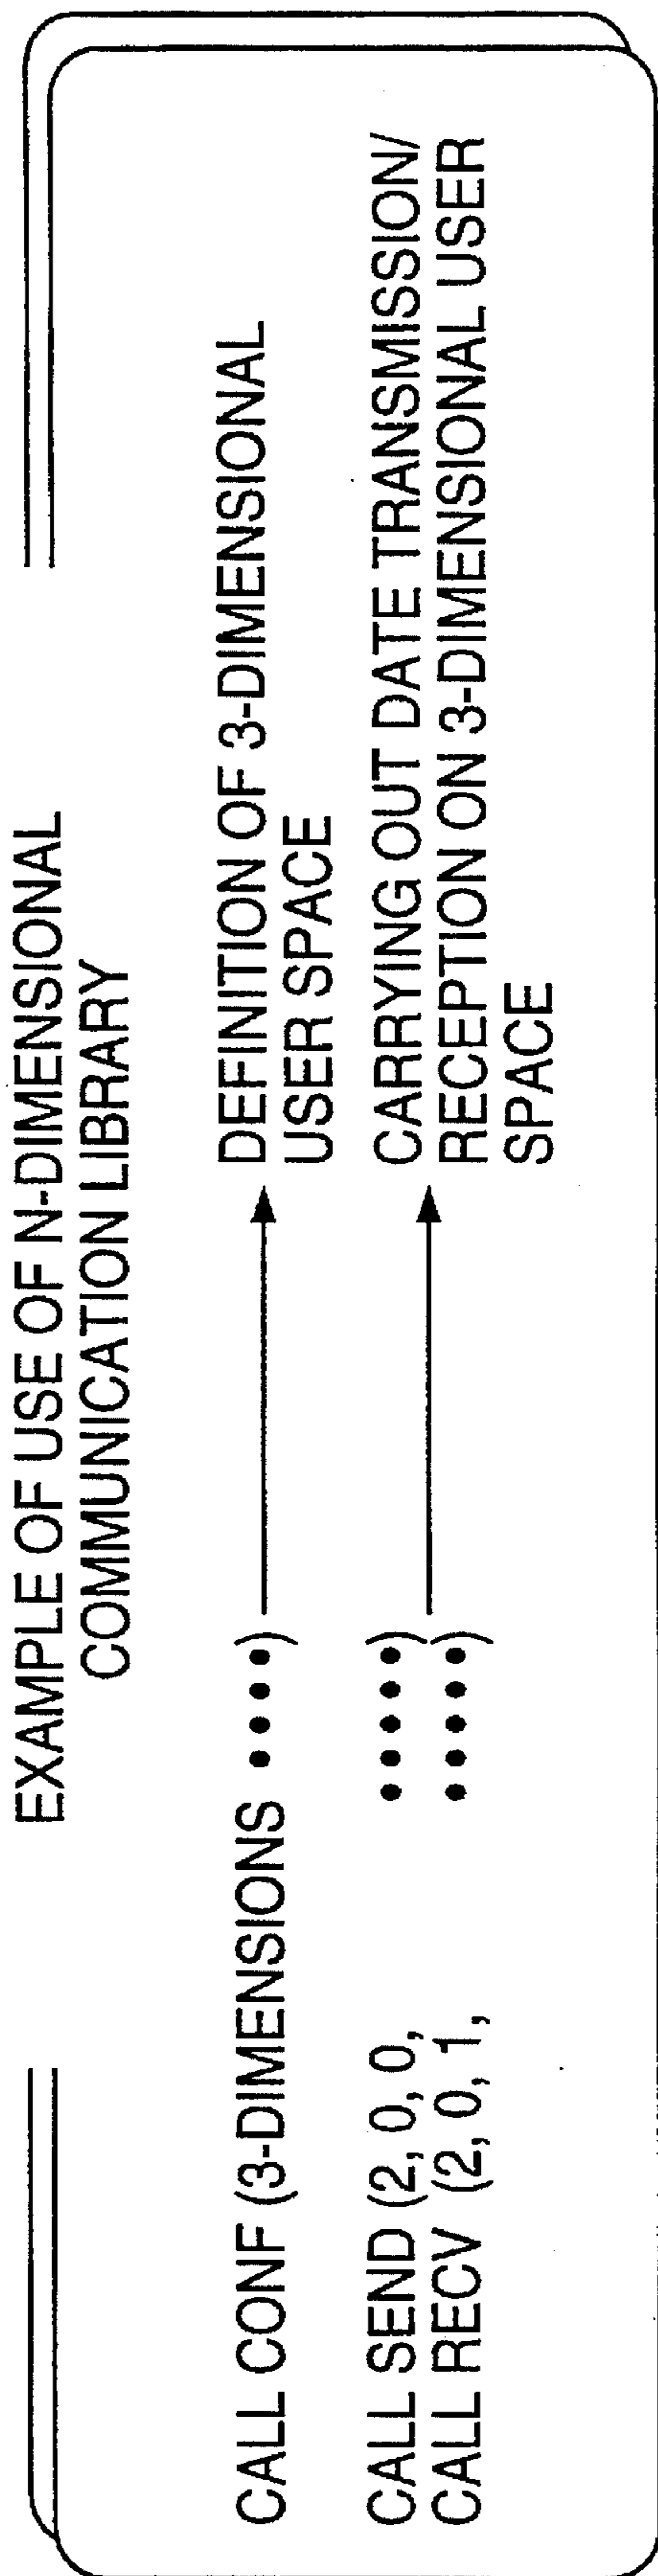 EXAMPLE OF USE OF N-DIMENSIONAL
COMMUNICATION LIBRARY
CALL CONF (3-DIMENSIONS ••••)
DEFINITION OF 3-DIMENSIONAL
USER SPACE
CALL SEND (2, 0, 0, •••••)
CALL RECV (2, 0, 1, •••••)
CARRYING OUT DATE TRANSMISSION/
RECEPTION ON 3-DIMENSIONAL USER
SPACE